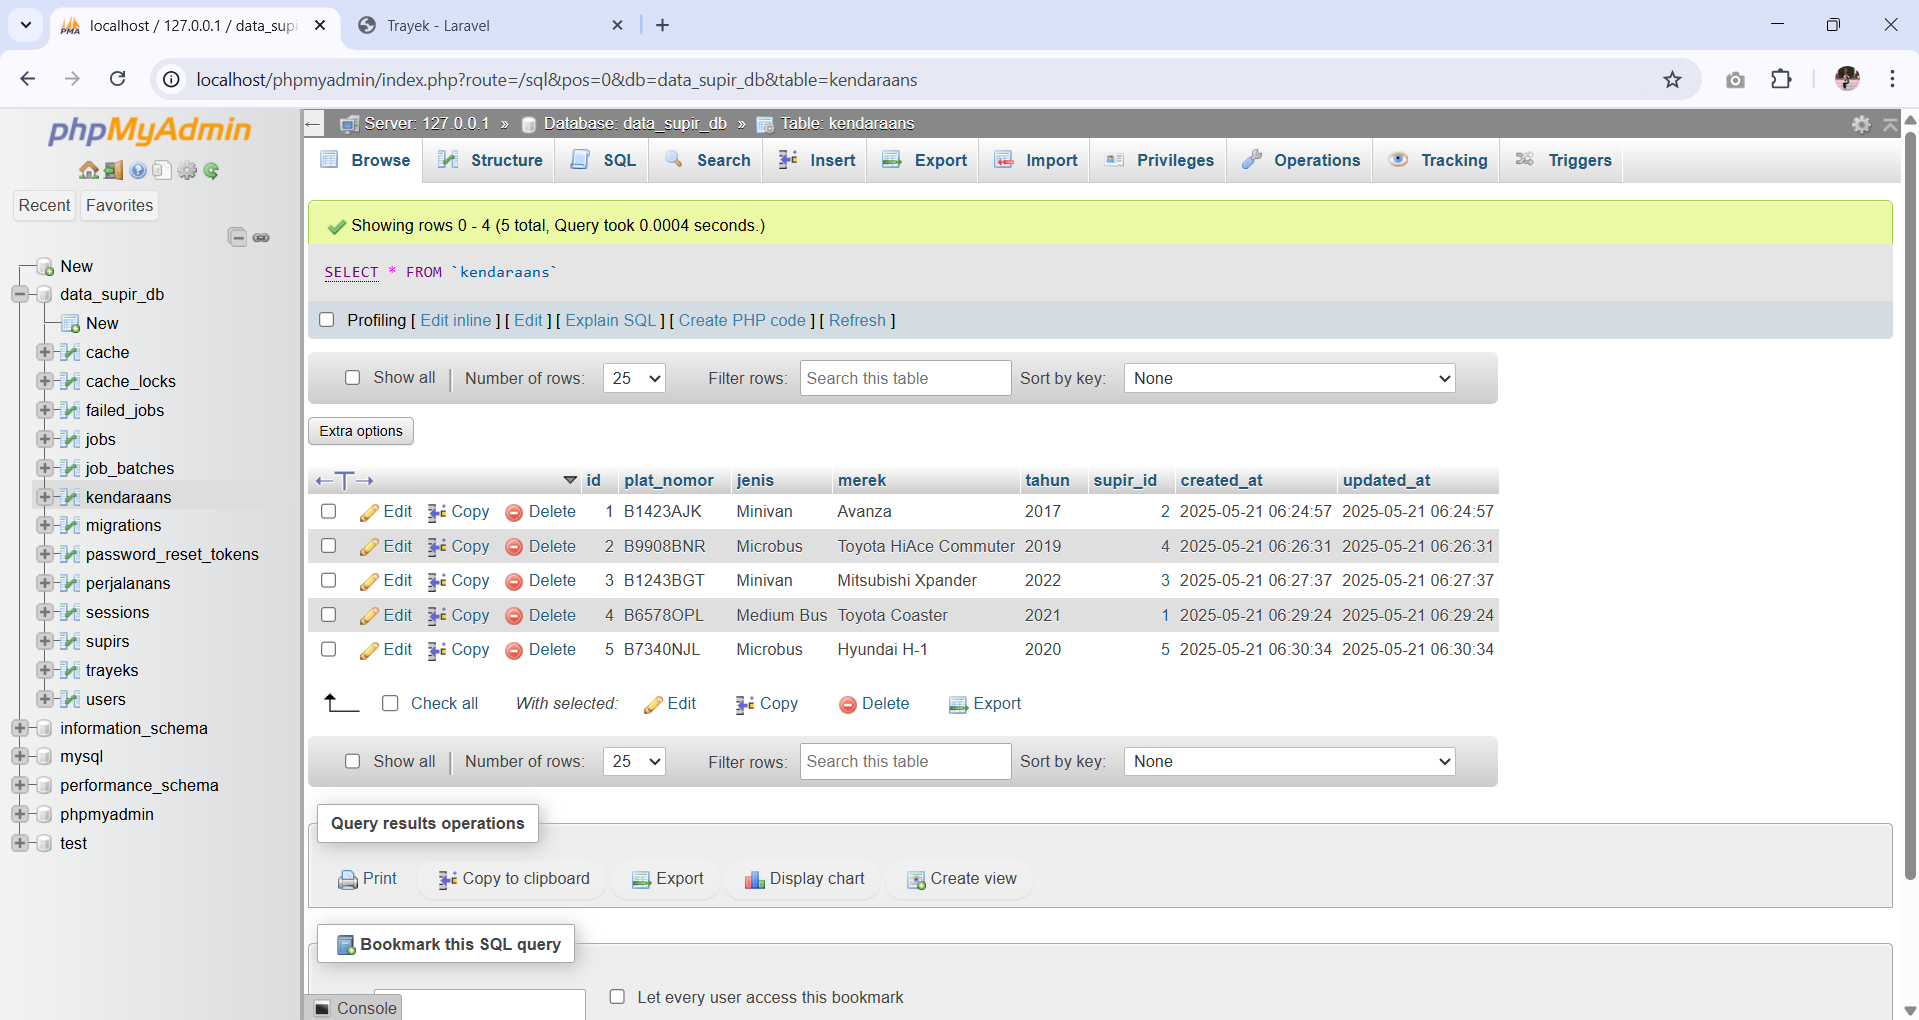 localhost / 127.0.0.1 / data_supi
Trayek - Laravel
localhost/phpmyadmin/index.php?route=/sql&pos=0&db=data_supir_db&table=kendaraans
phpMyAdmin
Recent Favorites
New
data_supir_db
New
cache
cache_locks
failed_jobs
jobs
job_batches
kendaraans
migrations
password_reset_tokens
perjalanans
sessions
supirs
trayeks
users
information_schema
mysql
performance_schema
phpmyadmin
test
Server: 127.0.0.1 » Database: data_supir_db » Table: kendaraans
Browse Structure SQL Search Insert Export Import Privileges Operations Tracking Triggers
Showing rows 0 - 4 (5 total, Query took 0.0004 seconds.)
SELECT * FROM `kendaraans`
Profiling [ Edit inline ] [ Edit ] [ Explain SQL ] [ Create PHP code ] [ Refresh ]
Show all | Number of rows: 25 Filter rows: Search this table Sort by key: None
Extra options
id plat_nomor jenis merek tahun supir_id created_at updated_at
Edit Copy Delete 1 B1423AJK Minivan Avanza 2017 2 2025-05-21 06:24:57 2025-05-21 06:24:57
Edit Copy Delete 2 B9908BNR Microbus Toyota HiAce Commuter 2019 4 2025-05-21 06:26:31 2025-05-21 06:26:31
Edit Copy Delete 3 B1243BGT Minivan Mitsubishi Xpander 2022 3 2025-05-21 06:27:37 2025-05-21 06:27:37
Edit Copy Delete 4 B6578OPL Medium Bus Toyota Coaster 2021 1 2025-05-21 06:29:24 2025-05-21 06:29:24
Edit Copy Delete 5 B7340NJL Microbus Hyundai H-1 2020 5 2025-05-21 06:30:34 2025-05-21 06:30:34
Check all With selected: Edit Copy Delete Export
Show all | Number of rows: 25 Filter rows: Search this table Sort by key: None
Query results operations
Print Copy to clipboard Export Display chart Create view
Bookmark this SQL query
Let every user access this bookmark
Console